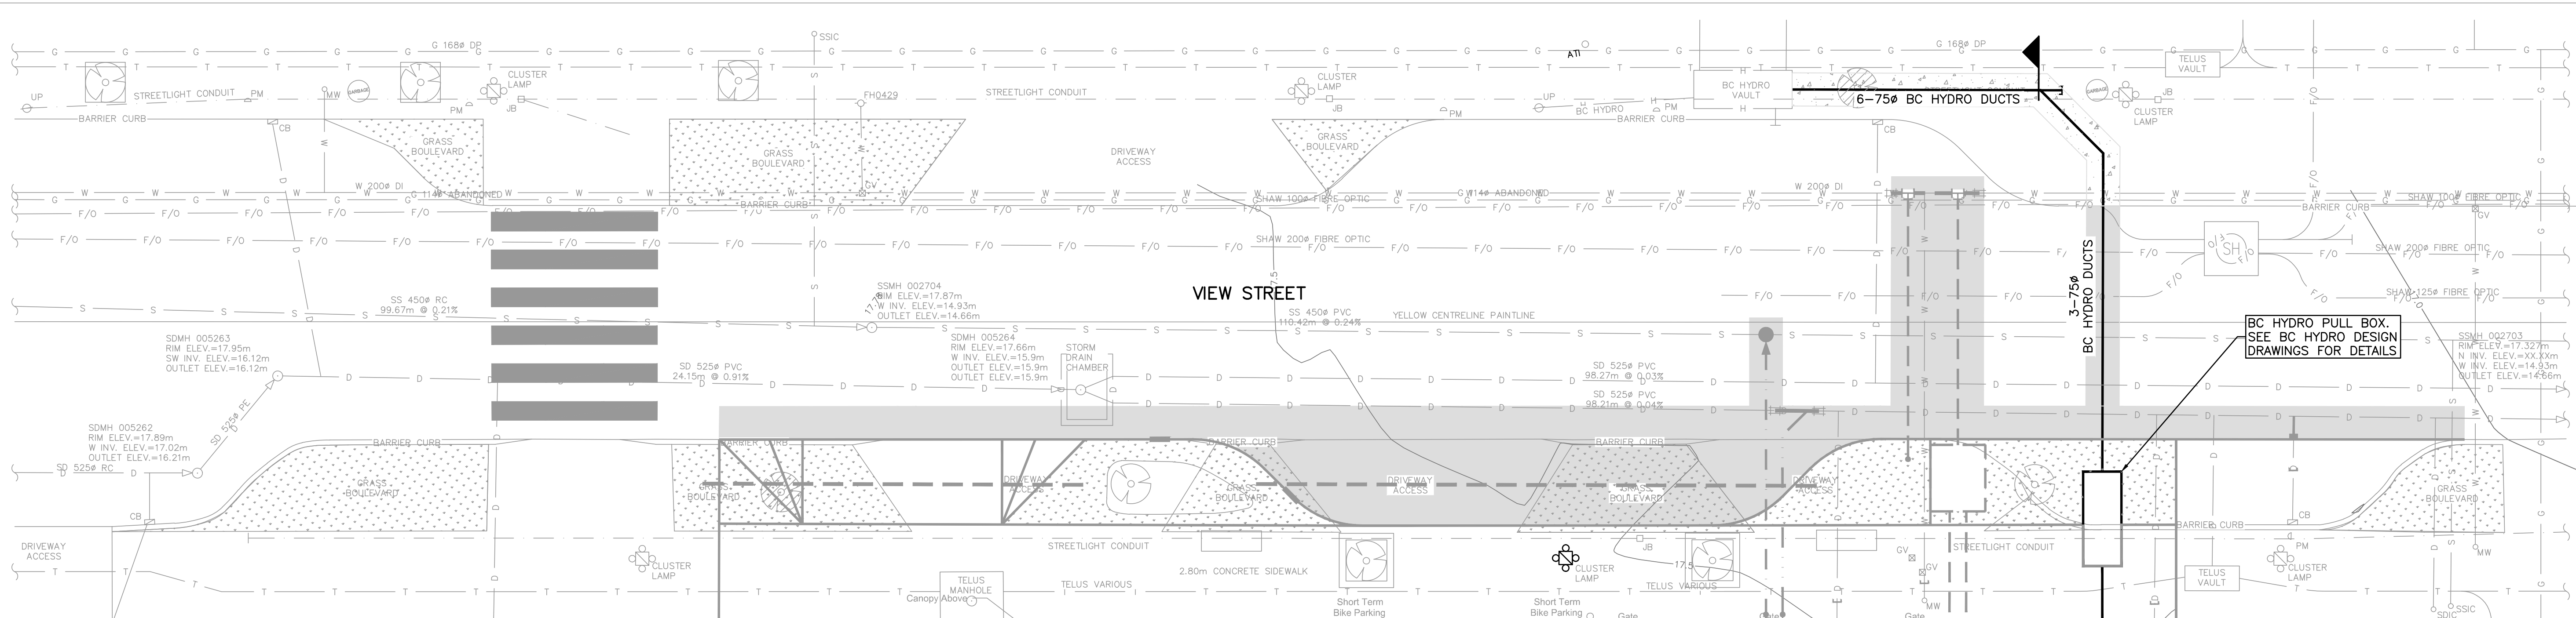 G 168ø DP
SSIC
ATI
G 168ø DP
TELUS
VAULT
CLUSTER
LAMP
CLUSTER
LAMP
BC HYDRO
VAULT
CLUSTER
LAMP
UP
STREETLIGHT CONDUIT
PM
MW
GARBAGE
PM
JB
FH0429
STREETLIGHT CONDUIT
JB
UP
BC HYDRO
PM
PM
6-75ø BC HYDRO DUCTS
GARBAGE
JB
BARRIER CURB
CB
GRASS
BOULEVARD
GRASS
BOULEVARD
DRIVEWAY
ACCESS
GRASS
BOULEVARD
BARRIER CURB
CB
W 200ø DI
G 114ø ABANDONED
GV
BARRIER CURB
SHAW 100ø FIBRE OPTIC
G 114ø ABANDONED
W 200ø DI
SHAW 100ø FIBRE OPTIC
BARRIER CURB
GV
SHAW 200ø FIBRE OPTIC
SH
SHAW 200ø FIBRE OPTIC
3-75ø
BC HYDRO DUCTS
SHAW 125ø FIBRE OPTIC
SS 450ø RC
99.67m @ 0.21%
SSMH 002704
RIM ELEV.=17.87m
W INV. ELEV.=14.93m
OUTLET ELEV.=14.66m
VIEW STREET
SS 450ø PVC
110.42m @ 0.24%
YELLOW CENTRELINE PAINTLINE
BC HYDRO PULL BOX.
SEE BC HYDRO DESIGN
DRAWINGS FOR DETAILS
SSMH 002703
RIM ELEV.=17.327m
N INV. ELEV.=XX.XXm
W INV. ELEV.=14.93m
OUTLET ELEV.=14.66m
SDMH 005263
RIM ELEV.=17.95m
SW INV. ELEV.=16.12m
OUTLET ELEV.=16.12m
SD 525ø PVC
24.15m @ 0.91%
SDMH 005264
RIM ELEV.=17.66m
W INV. ELEV.=15.9m
OUTLET ELEV.=15.9m
OUTLET ELEV.=15.9m
STORM
DRAIN
CHAMBER
SD 525ø PVC
98.27m @ 0.03%
SD 525ø PVC
98.21m @ 0.04%
SD 525ø PE
SDMH 005262
RIM ELEV.=17.89m
W INV. ELEV.=17.02m
OUTLET ELEV.=16.21m
SD 525ø RC
BARRIER CURB
BARRIER CURB
BARRIER CURB
BARRIER CURB
GRASS
BOULEVARD
GRASS
BOULEVARD
DRIVEWAY
ACCESS
GRASS
BOULEVARD
DRIVEWAY
ACCESS
GRASS
BOULEVARD
DRIVEWAY
ACCESS
GRASS
BOULEVARD
CB
CB
BARRIER CURB
DRIVEWAY
ACCESS
CLUSTER
LAMP
STREETLIGHT CONDUIT
JB
GV
GV
STREETLIGHT CONDUIT
PM
MW
TELUS
MANHOLE
TELUS VARIOUS
2.80m CONCRETE SIDEWALK
CLUSTER
LAMP
17.5
TELUS VARIOUS
TELUS
VAULT
CLUSTER
LAMP
Canopy Above
Short Term
Bike Parking
Short Term
Bike Parking
Gate
Gate
Gate
MW
SDIC
SSIC